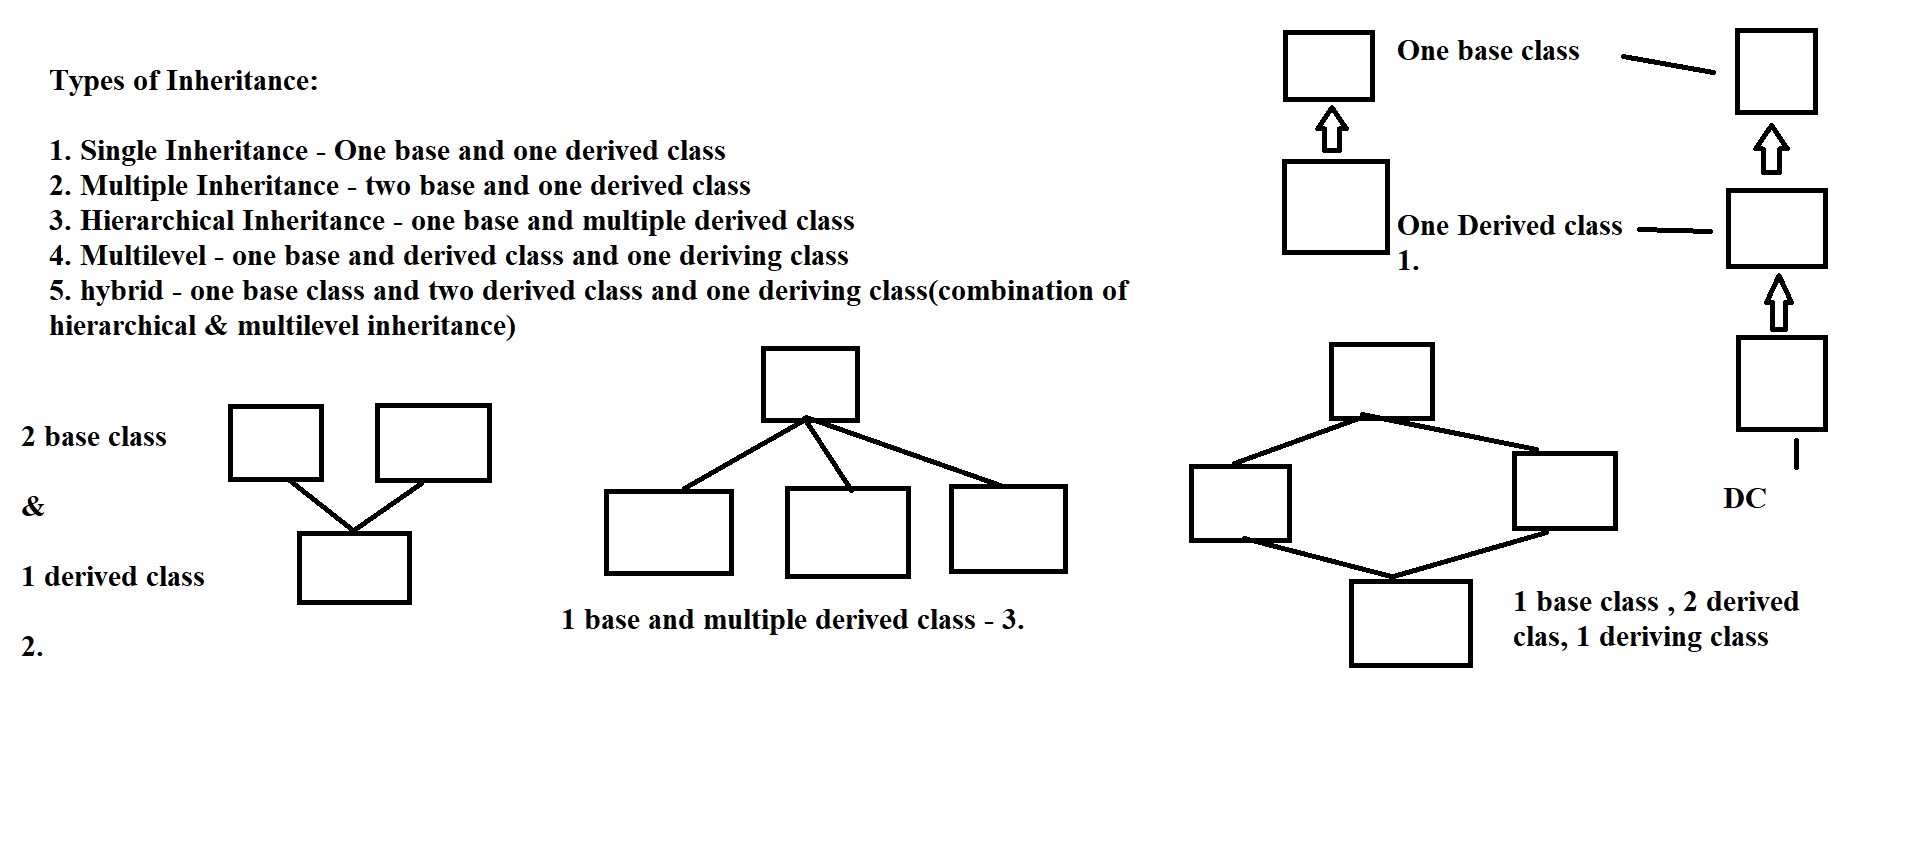 Types of Inheritance:
1. Single Inheritance - One base and one derived class
2. Multiple Inheritance - two base and one derived class
3. Hierarchical Inheritance - one base and multiple derived class
4. Multilevel - one base and derived class and one deriving class
5. hybrid - one base class and two derived class and one deriving class(combination of
hierarchical & multilevel inheritance)
One base class
One Derived class
1.
2 base class
&
1 derived class
2.
1 base and multiple derived class - 3.
DC
1 base class , 2 derived
clas, 1 deriving class